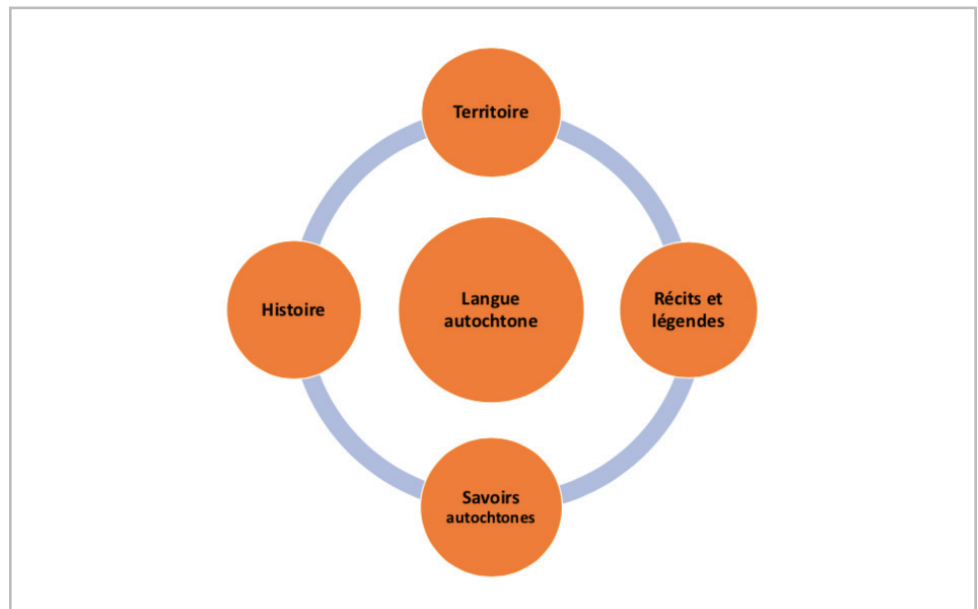 Territoire
Histoire
Langue
autochtone
Récits et
légendes
Savoirs
autochtones